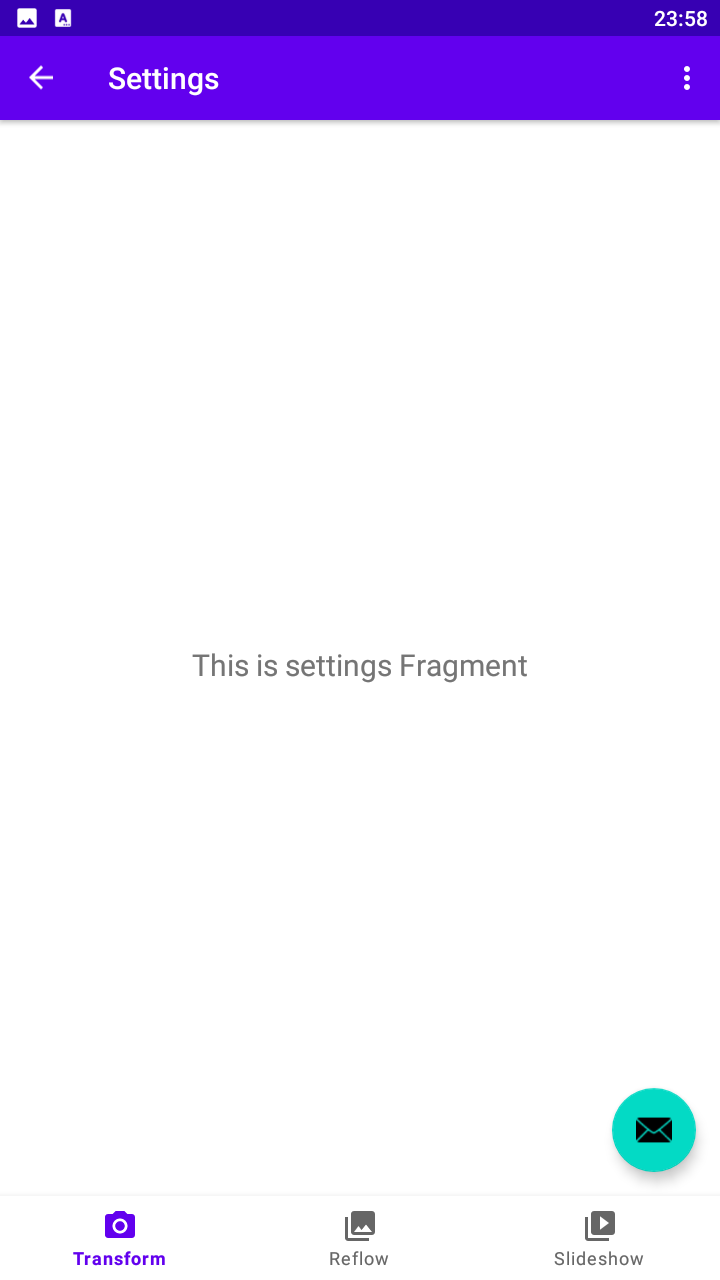 23:58
Settings
This is settings Fragment
Transform
Reflow
Slideshow